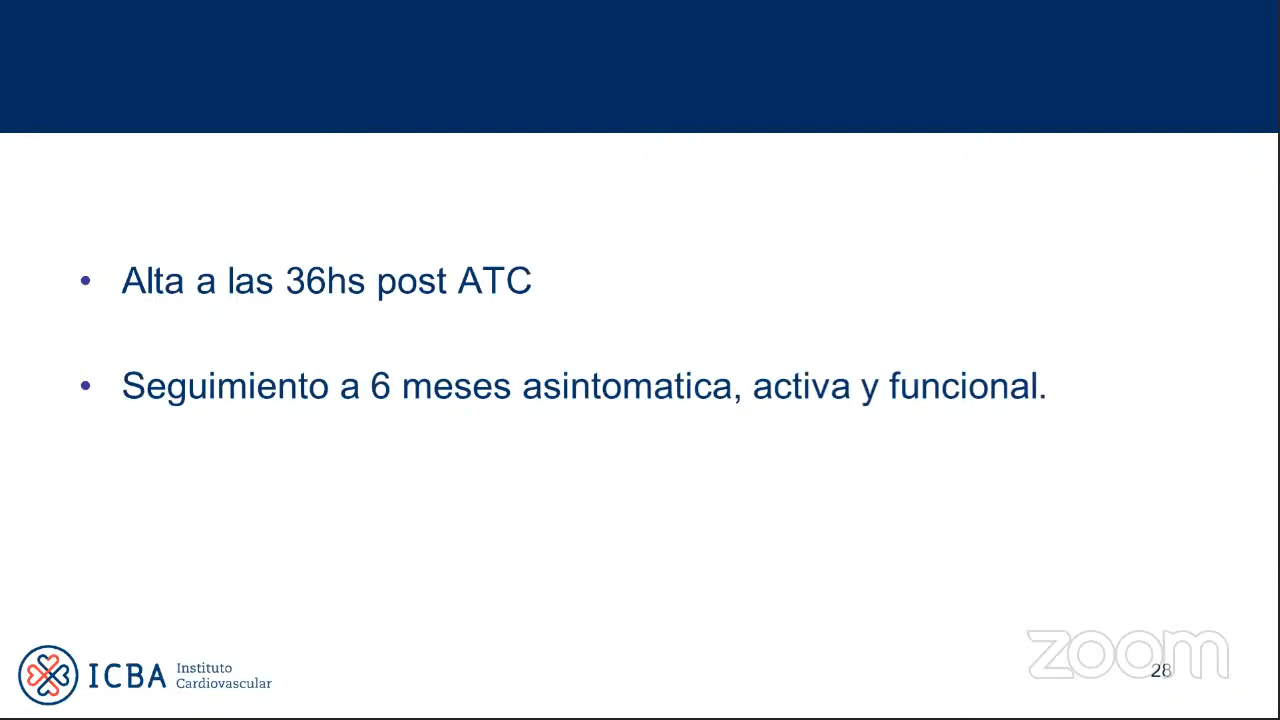 • Alta a las 36hs post ATC
• Seguimiento a 6 meses asintomatica, activa y funcional.
ICBA Instituto
Cardiovascular
zoom
28